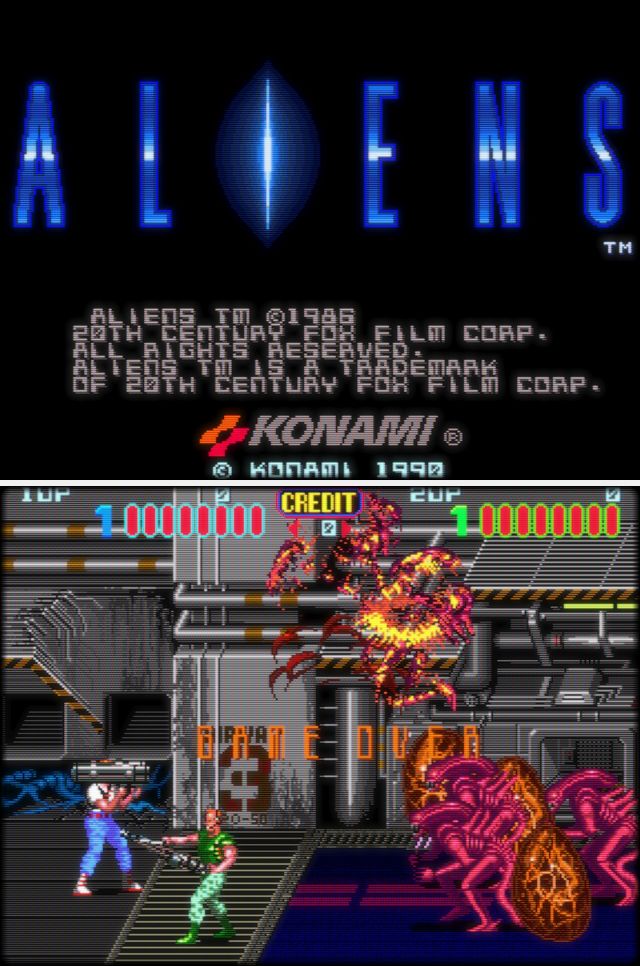 ALIENS
TM
ALIENS TM ©1986
20TH CENTURY FOX FILM CORP.
ALL RIGHTS RESERVED.
ALIENS TM IS A TRADEMARK
OF 20TH CENTURY FOX FILM CORP.
KONAMI ®
© KONAMI 1990
1UP 0 CREDIT 2UP 0
1 0 1
GAME OVER
3